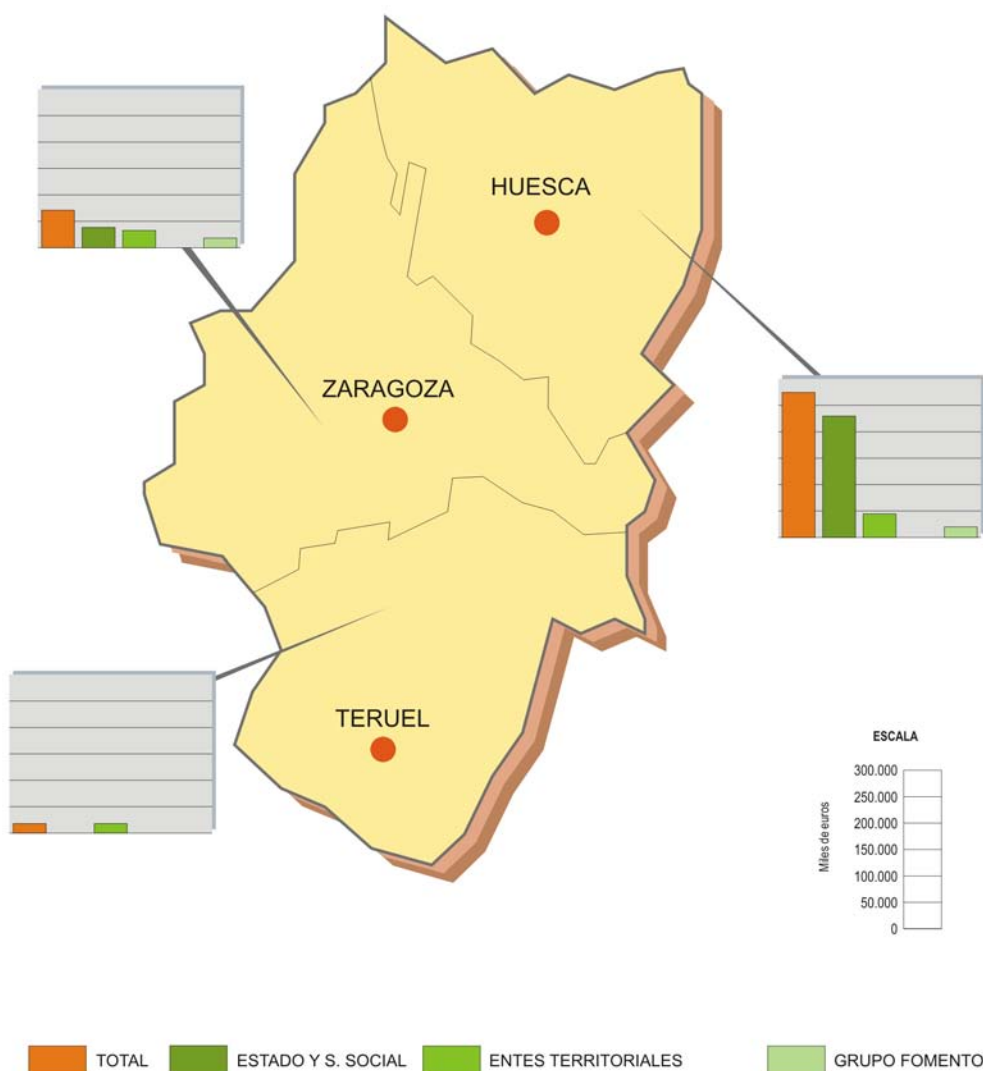 HUESCA
ZARAGOZA
TERUEL
ESCALA
Miles de euros
300.000
250.000
200.000
150.000
100.000
50.000
0
TOTAL ESTADO Y S. SOCIAL ENTES TERRITORIALES GRUPO FOMENTO